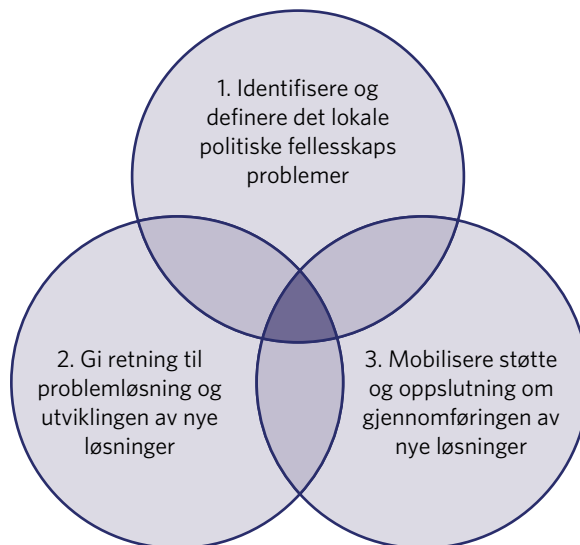 1. Identifisere og
definere det lokale
politiske fellesskaps
problemer
2. Gi retning til
problemløsning og
utviklingen av nye
løsninger
3. Mobilisere støtte
og oppslutning om
gjennomføringen av
nye løsninger